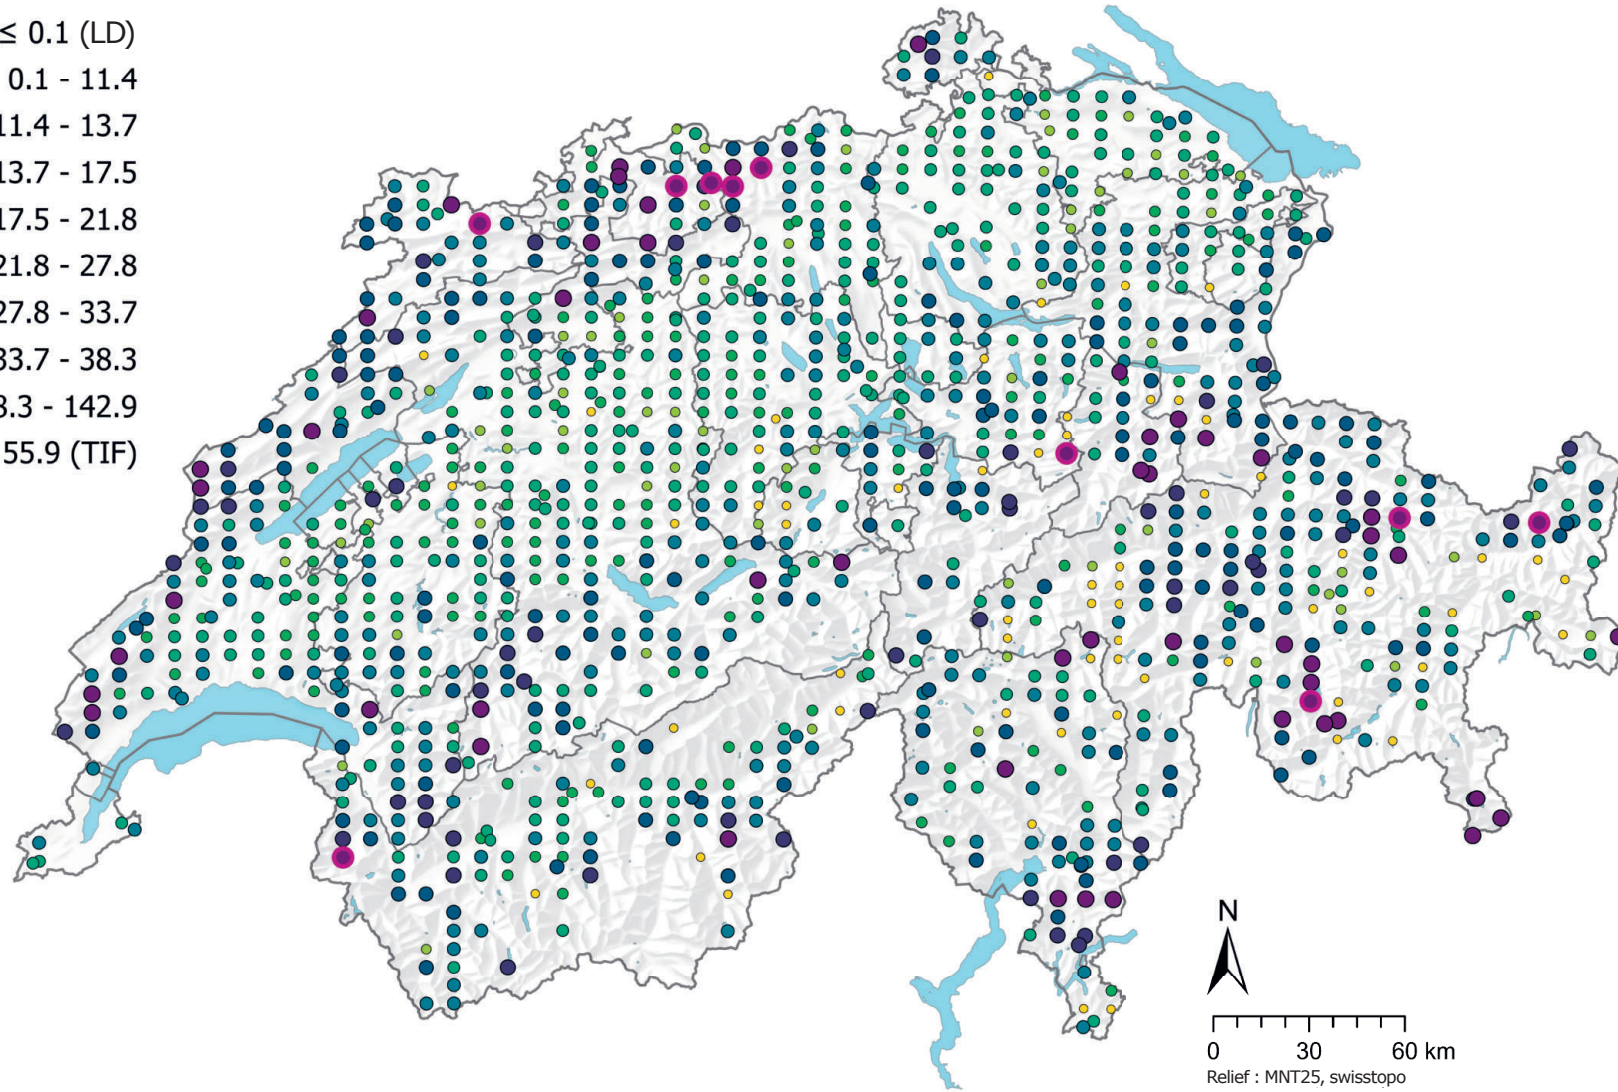 ≤ 0.1 (LD)
0.1 - 11.4
11.4 - 13.7
13.7 - 17.5
17.5 - 21.8
21.8 - 27.8
27.8 - 33.7
33.7 - 38.3
8.3 - 142.9
55.9 (TIF)
N
0 30 60 km
Relief : MNT25, swisstopo